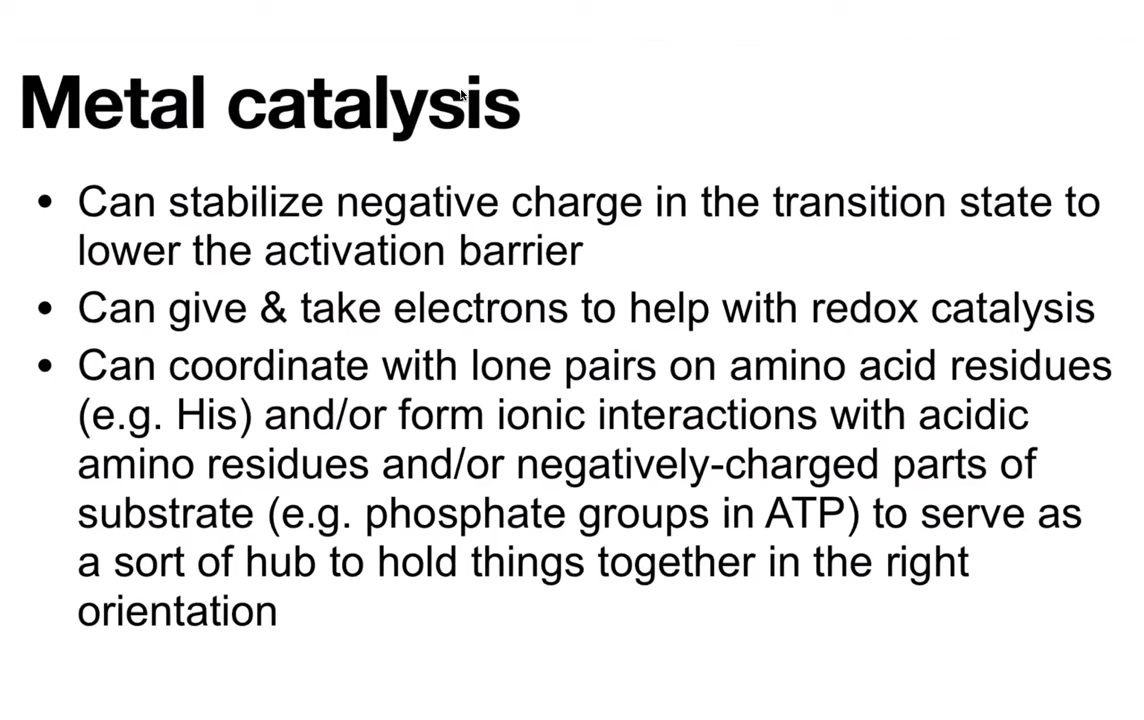 Metal catalysis
• Can stabilize negative charge in the transition state to
lower the activation barrier
• Can give & take electrons to help with redox catalysis
• Can coordinate with lone pairs on amino acid residues
(e.g. His) and/or form ionic interactions with acidic
amino residues and/or negatively-charged parts of
substrate (e.g. phosphate groups in ATP) to serve as
a sort of hub to hold things together in the right
orientation